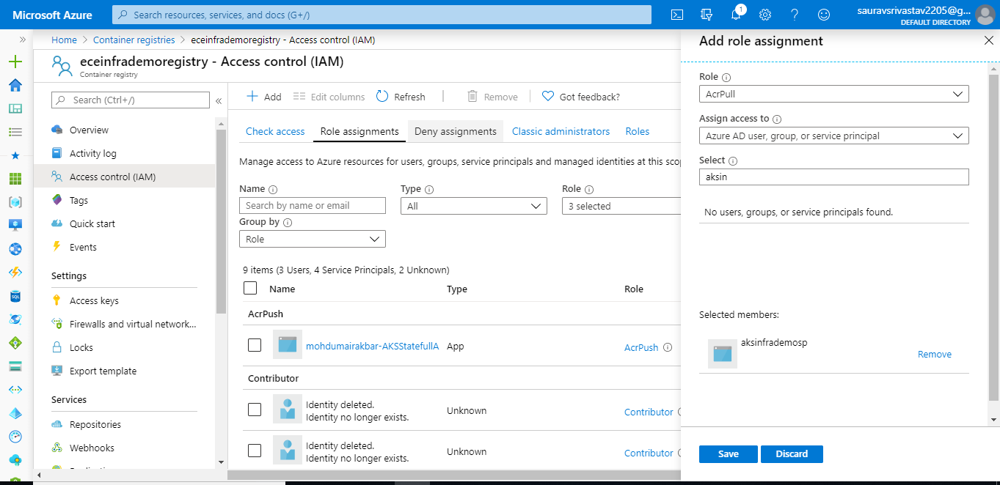 Microsoft Azure
Search resources, services, and docs (G+/)
1
sauravsrivastav2205@g...
DEFAULT DIRECTORY
Home > Container registries > eceinfrademoregistry - Access control (IAM)
eceinfrademoregistry - Access control (IAM)
Container registry
Search (Ctrl+/)
Overview
Activity log
Access control (IAM)
Tags
Quick start
Events
Settings
Access keys
Firewalls and virtual network...
Locks
Export template
Services
Repositories
Webhooks
Add
Edit columns
Refresh
Remove
Got feedback?
Check access
Role assignments
Deny assignments
Classic administrators
Roles
Manage access to Azure resources for users, groups, service principals and managed identities at this scop
Name
Search by name or email
Type
All
Role
3 selected
Group by
Role
9 items (3 Users, 4 Service Principals, 2 Unknown)
Name Type Role
AcrPush
mohdumairakbar-AKSStatefullA App AcrPush
Contributor
Identity deleted.
Identity no longer exists.
Unknown Contributor
Identity deleted.
Identity no longer exists.
Unknown Contributor
Add role assignment
Role
AcrPull
Assign access to
Azure AD user, group, or service principal
Select
aksin
No users, groups, or service principals found.
Selected members:
aksinfrademosp
Remove
Save Discard
SQL